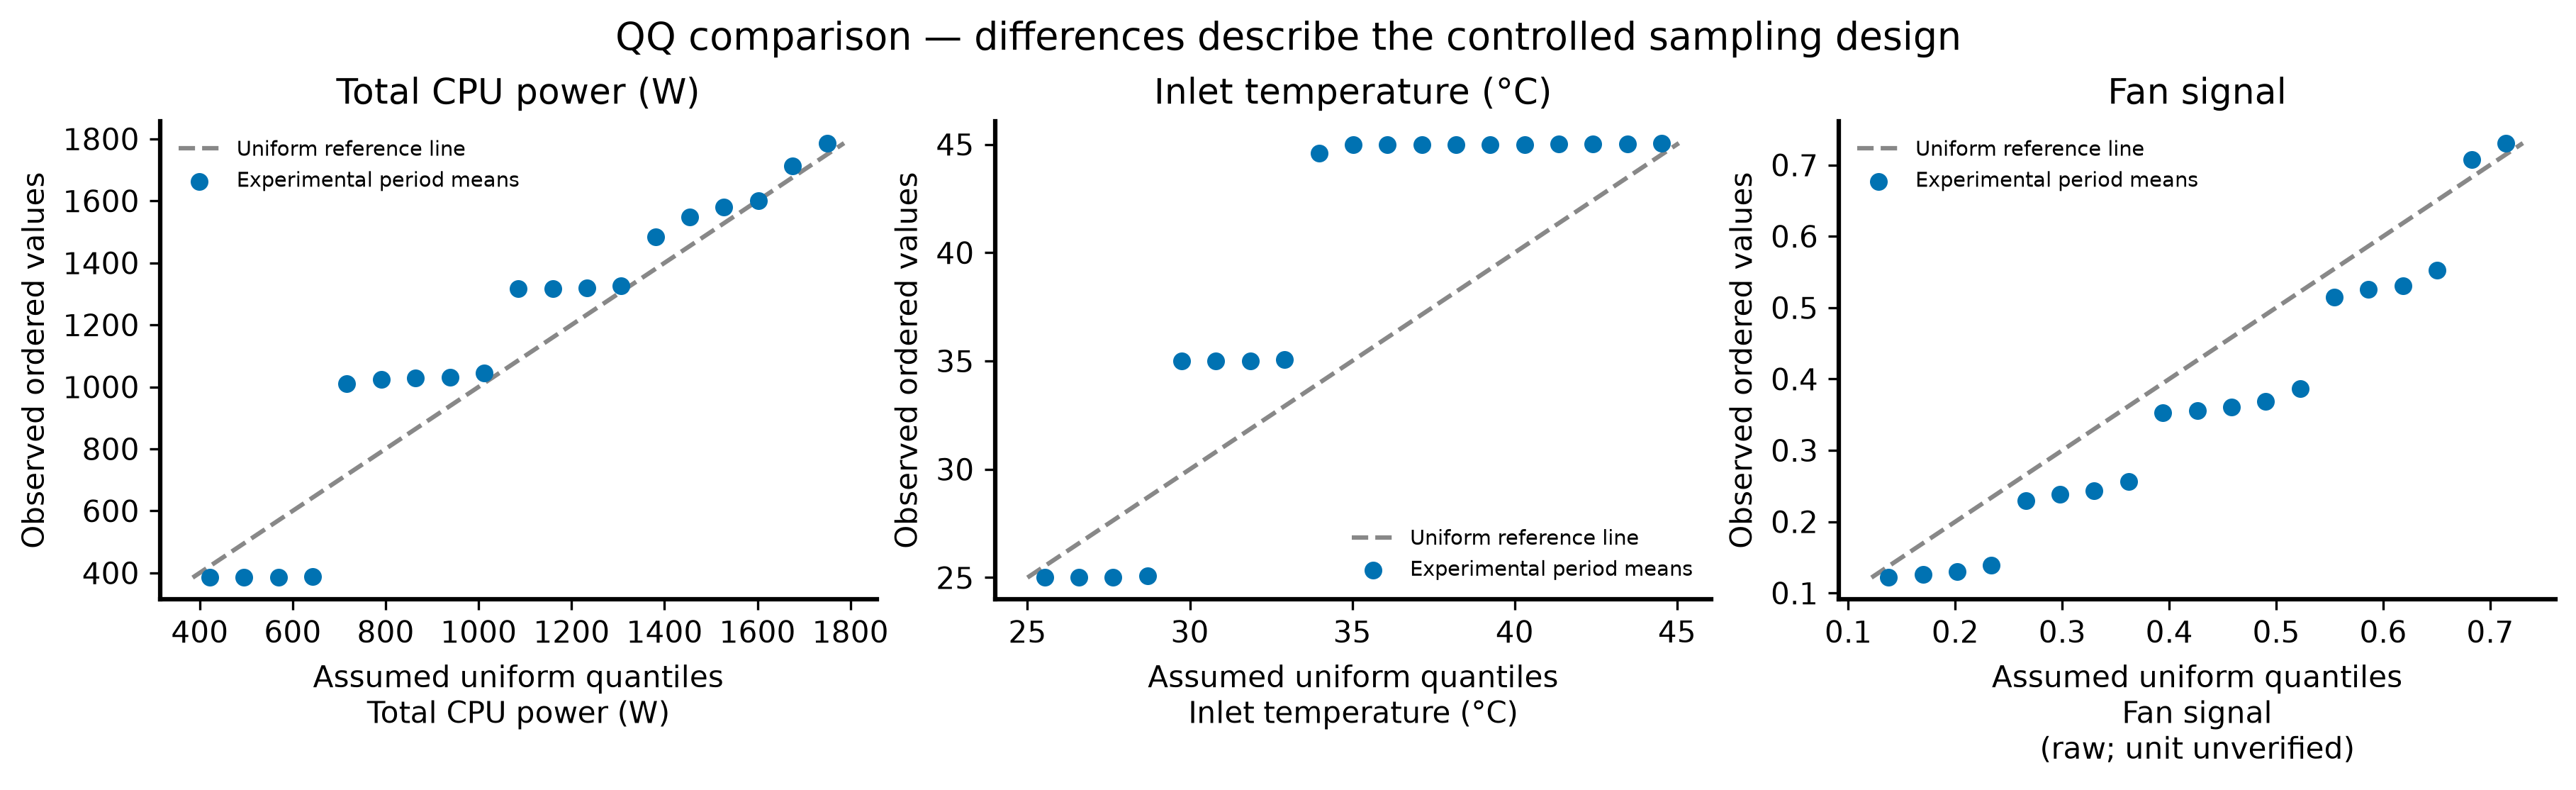 QQ comparison — differences describe the controlled sampling design
Total CPU power (W)
Observed ordered values
1800
1600
1400
1200
1000
800
600
400
Uniform reference line
Experimental period means
400 600 800 1000 1200 1400 1600 1800
Assumed uniform quantiles
Total CPU power (W)
Inlet temperature (°C)
Observed ordered values
45
40
35
30
25
Uniform reference line
Experimental period means
25 30 35 40 45
Assumed uniform quantiles
Inlet temperature (°C)
Fan signal
Observed ordered values
0.7
0.6
0.5
0.4
0.3
0.2
0.1
Uniform reference line
Experimental period means
0.1 0.2 0.3 0.4 0.5 0.6 0.7
Assumed uniform quantiles
Fan signal
(raw; unit unverified)